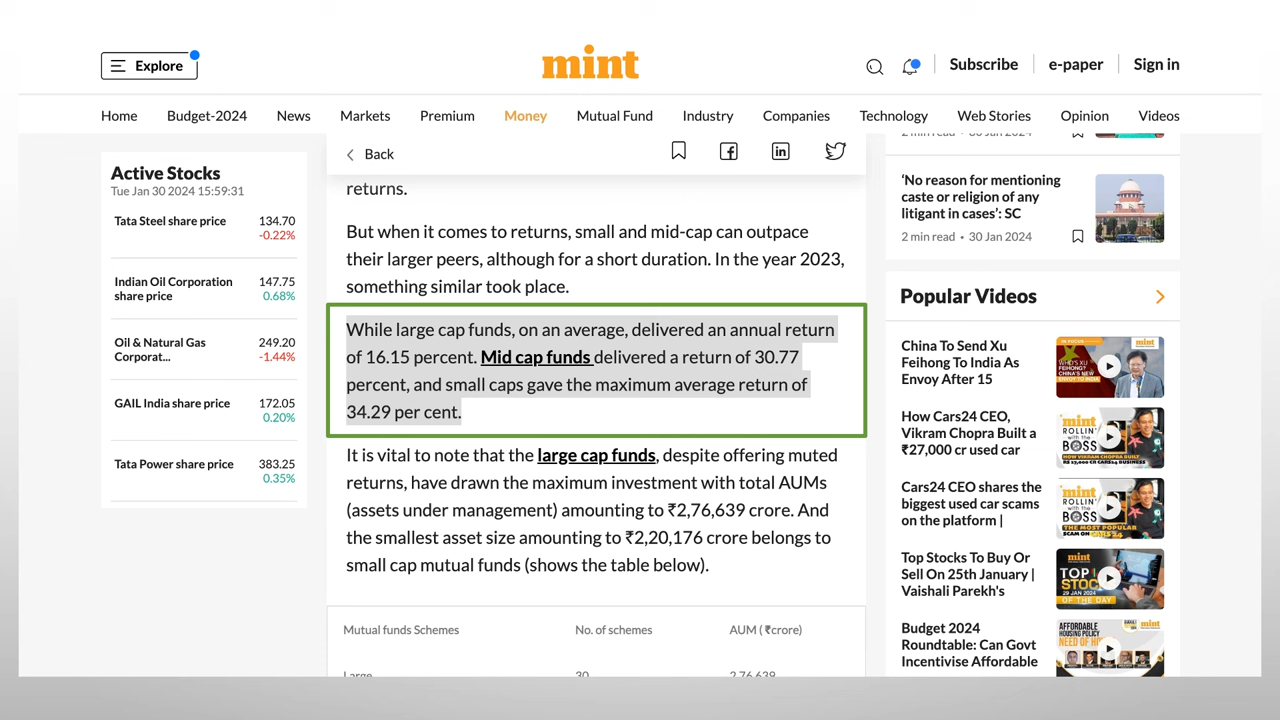 Explore
mint
Subscribe
e-paper
Sign in
Home
Budget-2024
News
Markets
Premium
Money
Mutual Fund
Industry
Companies
Technology
Web Stories
Opinion
Videos
Active Stocks
Tue Jan 30 2024 15:59:31
Tata Steel share price
134.70
-0.22%
Indian Oil Corporation
share price
147.75
0.68%
Oil & Natural Gas
Corporat...
249.20
-1.44%
GAIL India share price
172.05
0.20%
Tata Power share price
383.25
0.35%
Back
returns.
But when it comes to returns, small and mid-cap can outpace
their larger peers, although for a short duration. In the year 2023,
something similar took place.
While large cap funds, on an average, delivered an annual return
of 16.15 percent. Mid cap funds delivered a return of 30.77
percent, and small caps gave the maximum average return of
34.29 per cent.
It is vital to note that the large cap funds, despite offering muted
returns, have drawn the maximum investment with total AUMs
(assets under management) amounting to ₹2,76,639 crore. And
the smallest asset size amounting to ₹2,20,176 crore belongs to
small cap mutual funds (shows the table below).
Mutual funds Schemes
No. of schemes
AUM ( ₹crore)
Large
30
2,76,639
2 min read • 30 Jan 2024
‘No reason for mentioning
caste or religion of any
litigant in cases’: SC
2 min read • 30 Jan 2024
Popular Videos
China To Send Xu
Feihong To India As
Envoy After 15
How Cars24 CEO,
Vikram Chopra Built a
₹27,000 cr used car
Cars24 CEO shares the
biggest used car scams
on the platform |
Top Stocks To Buy Or
Sell On 25th January |
Vaishali Parekh's
Budget 2024
Roundtable: Can Govt
Incentivise Affordable